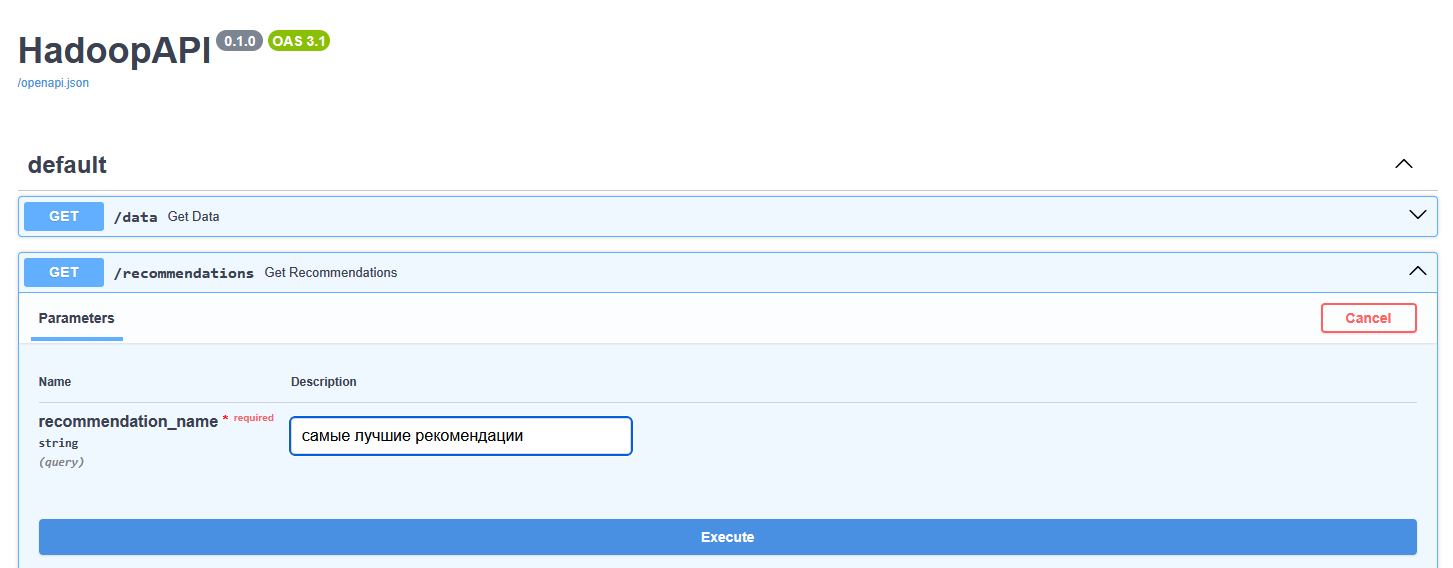 HadoopAPI 0.1.0 OAS 3.1
/openapi.json
default
GET /data Get Data
GET /recommendations Get Recommendations
Parameters Cancel
Name Description
recommendation_name * required
string
(query)
самые лучшие рекомендации
Execute